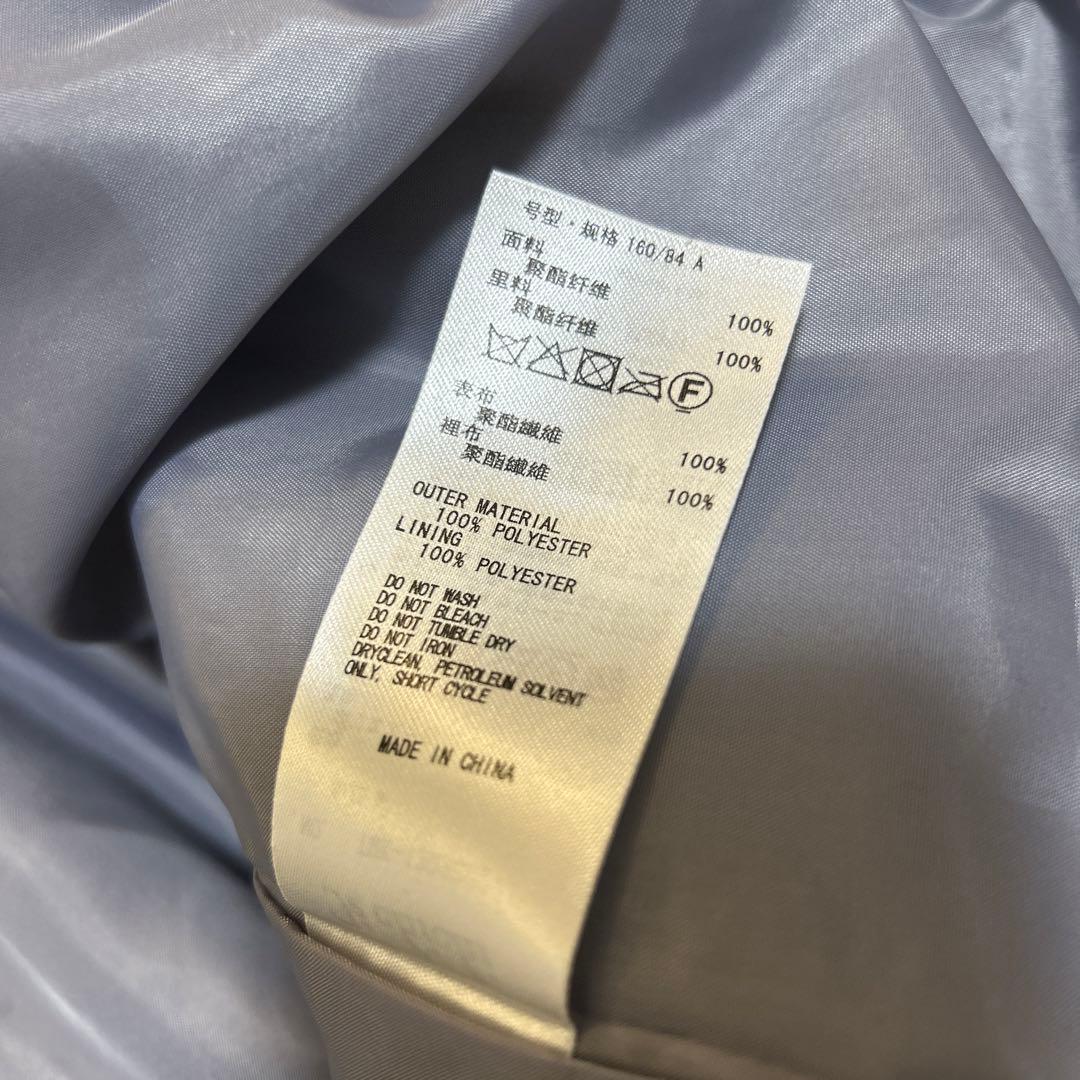 号型・规格 160/84 A
面料
聚酯纤维 100%
里料
聚酯纤维 100%
F
表布
聚酯纖維 100%
裡布
聚酯纖維 100%
OUTER MATERIAL
100% POLYESTER
LINING
100% POLYESTER
DO NOT WASH
DO NOT BLEACH
DO NOT TUMBLE DRY
DO NOT IRON
DRYCLEAN, PETROLEUM SOLVENT
ONLY, SHORT CYCLE
MADE IN CHINA